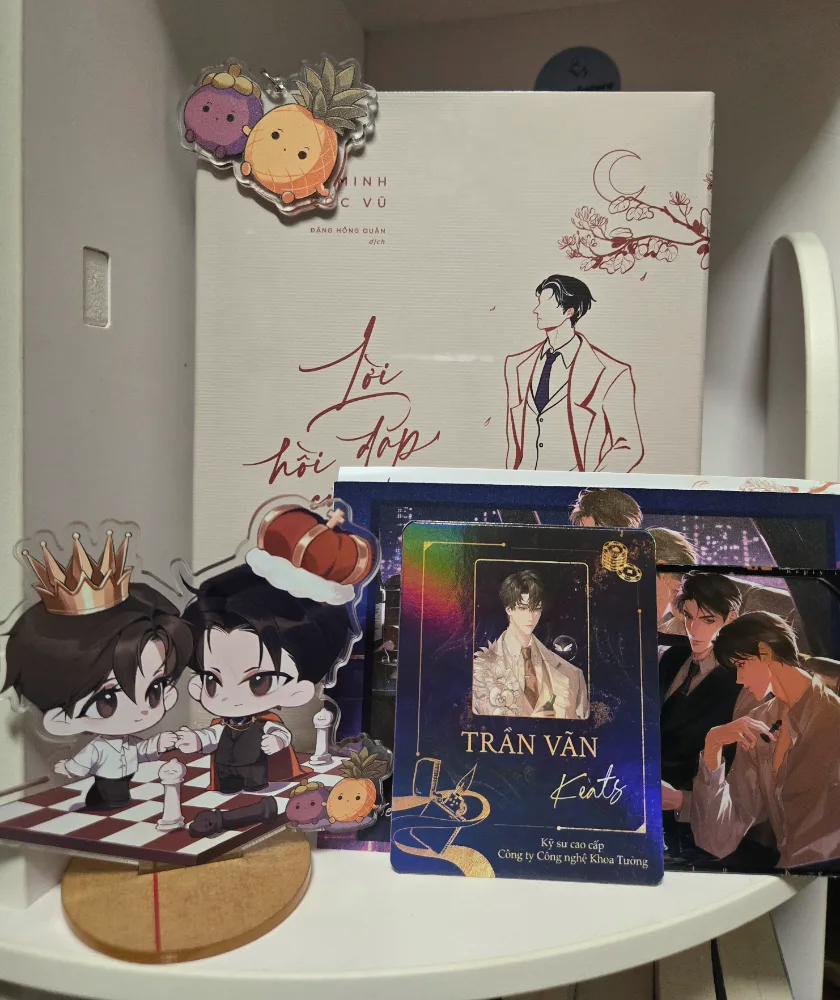 MINH
C VŨ
ĐẶNG HỒNG QUÂN
dịch
Lời
hồi đáp
TRẦN VÃN
Keats
Kỹ sư cao cấp
Công ty Công nghệ Khoa Tưởng